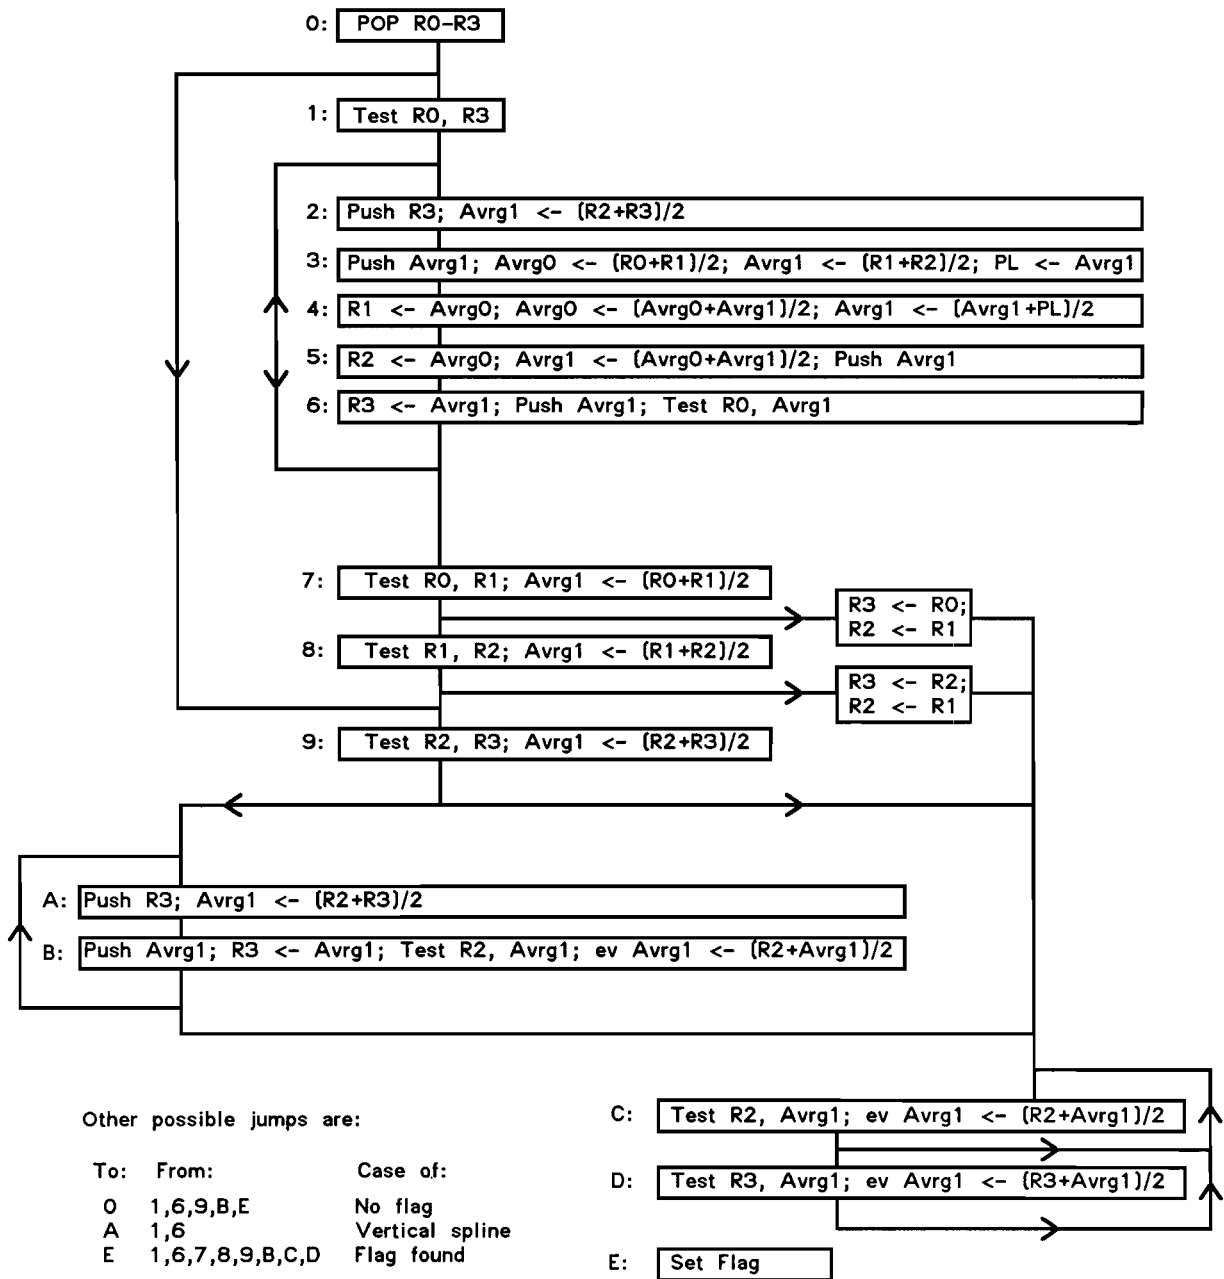 0: POP R0-R3
1: Test R0, R3
2: Push R3; Avrg1 <- (R2+R3)/2
3: Push Avrg1; Avrg0 <- (R0+R1)/2; Avrg1 <- (R1+R2)/2; PL <- Avrg1
4: R1 <- Avrg0; Avrg0 <- (Avrg0+Avrg1)/2; Avrg1 <- (Avrg1+PL)/2
5: R2 <- Avrg0; Avrg1 <- (Avrg0+Avrg1)/2; Push Avrg1
6: R3 <- Avrg1; Push Avrg1; Test R0, Avrg1
7: Test R0, R1; Avrg1 <- (R0+R1)/2
R3 <- R0;
R2 <- R1
8: Test R1, R2; Avrg1 <- (R1+R2)/2
R3 <- R2;
R2 <- R1
9: Test R2, R3; Avrg1 <- (R2+R3)/2
A: Push R3; Avrg1 <- (R2+R3)/2
B: Push Avrg1; R3 <- Avrg1; Test R2, Avrg1; ev Avrg1 <- (R2+Avrg1)/2
C: Test R2, Avrg1; ev Avrg1 <- (R2+Avrg1)/2
D: Test R3, Avrg1; ev Avrg1 <- (R3+Avrg1)/2
E: Set Flag
Other possible jumps are:
To: From: Case of:
0 1,6,9,B,E No flag
A 1,6 Vertical spline
E 1,6,7,8,9,B,C,D Flag found